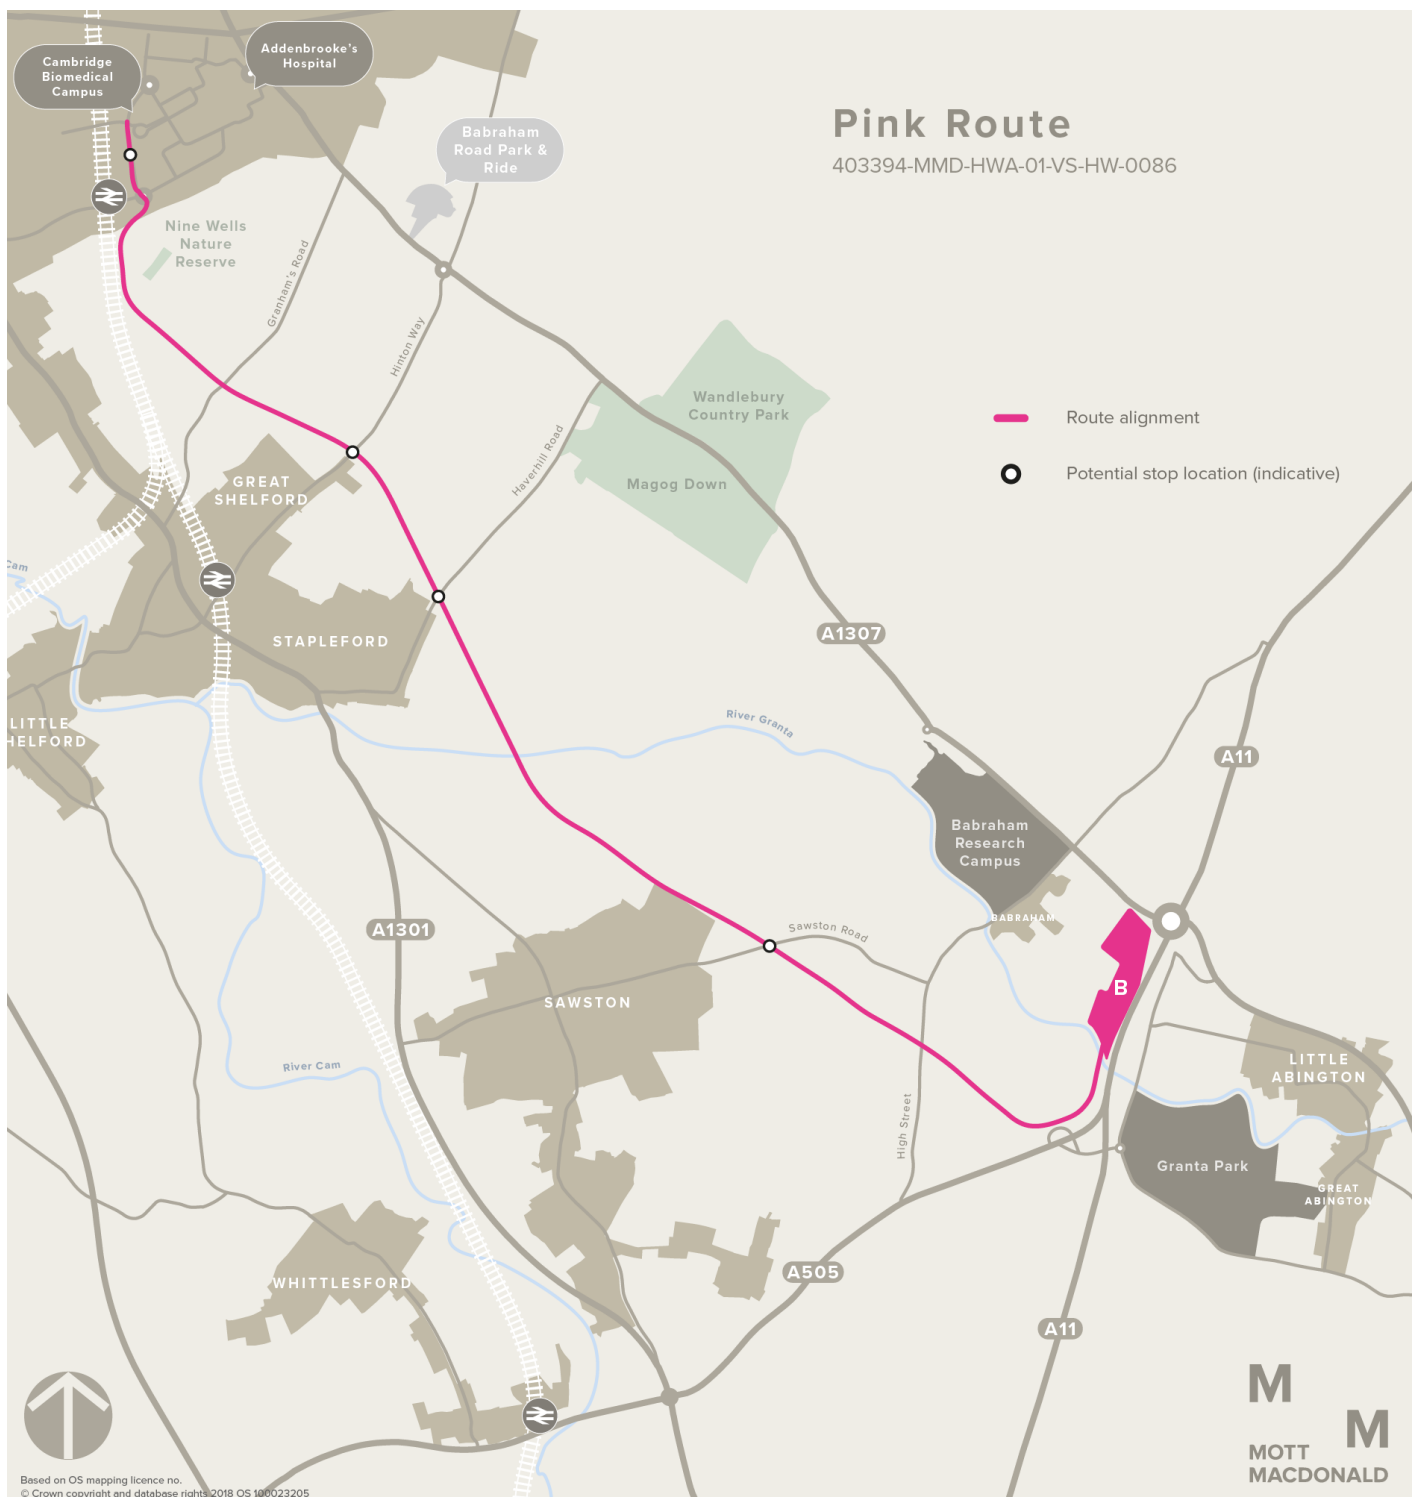 Cambridge
Biomedical
Campus
Addenbrooke's
Hospital
Babraham
Road Park &
Ride
Pink Route
403394-MMD-HWA-01-VS-HW-0086
Nine Wells
Nature
Reserve
Granham's Road
Hinton Way
Haverhill Road
Wandlebury
Country Park
Magog Down
Route alignment
Potential stop location (indicative)
GREAT
SHELFORD
Cam
STAPLEFORD
A1307
LITTLE
HELFORD
River Granta
A11
Babraham
Research
Campus
BABRAHAM
A1301
Sawston Road
SAWSTON
B
River Cam
LITTLE
ABINGTON
High Street
Granta Park
GREAT
ABINGTON
WHITTLESFORD
A505
A11
M
M
MOTT
MACDONALD
Based on OS mapping licence no.
© Crown copyright and database rights 2018 OS 100023205